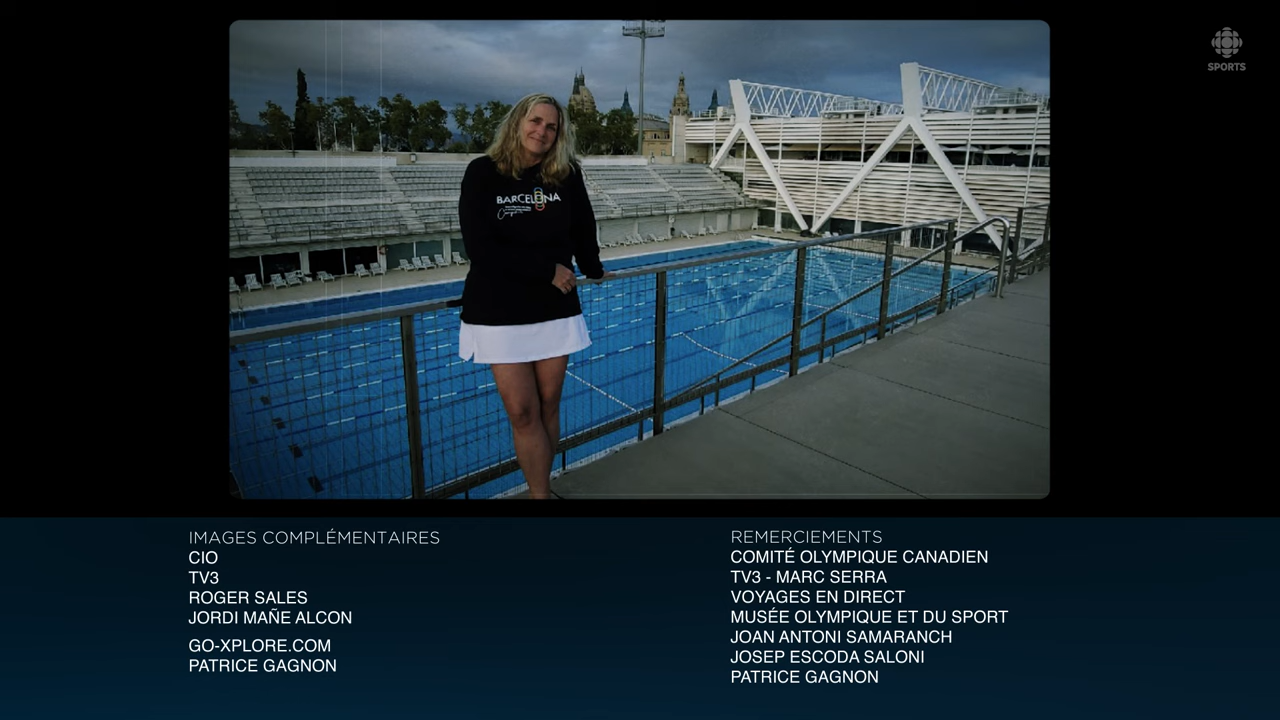 SPORTS
BARCELONA
IMAGES COMPLÉMENTAIRES
CIO
TV3
ROGER SALES
JORDI MAÑE ALCON
GO-XPLORE.COM
PATRICE GAGNON
REMERCIEMENTS
COMITÉ OLYMPIQUE CANADIEN
TV3 - MARC SERRA
VOYAGES EN DIRECT
MUSÉE OLYMPIQUE ET DU SPORT
JOAN ANTONI SAMARANCH
JOSEP ESCODA SALONI
PATRICE GAGNON